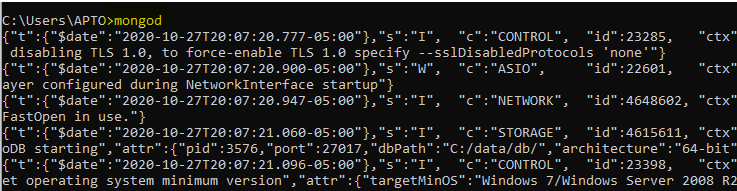 C:\Users\APTO>mongod
{"t":{"$date":"2020-10-27T20:07:20.777-05:00"},"s":"I", "c":"CONTROL", "id":23285, "ctx"
 disabling TLS 1.0, to force-enable TLS 1.0 specify --sslDisabledProtocols 'none'"}
{"t":{"$date":"2020-10-27T20:07:20.900-05:00"},"s":"W", "c":"ASIO", "id":22601, "ctx"
ayer configured during NetworkInterface startup"}
{"t":{"$date":"2020-10-27T20:07:20.947-05:00"},"s":"I", "c":"NETWORK", "id":4648602, "ctx"
FastOpen in use."}
{"t":{"$date":"2020-10-27T20:07:21.060-05:00"},"s":"I", "c":"STORAGE", "id":4615611, "ctx"
oDB starting","attr":{"pid":3576,"port":27017,"dbPath":"C:/data/db/","architecture":"64-bit"
{"t":{"$date":"2020-10-27T20:07:21.096-05:00"},"s":"I", "c":"CONTROL", "id":23398, "ctx"
et operating system minimum version","attr":{"targetMinOS":"Windows 7/Windows Server 2008 R2